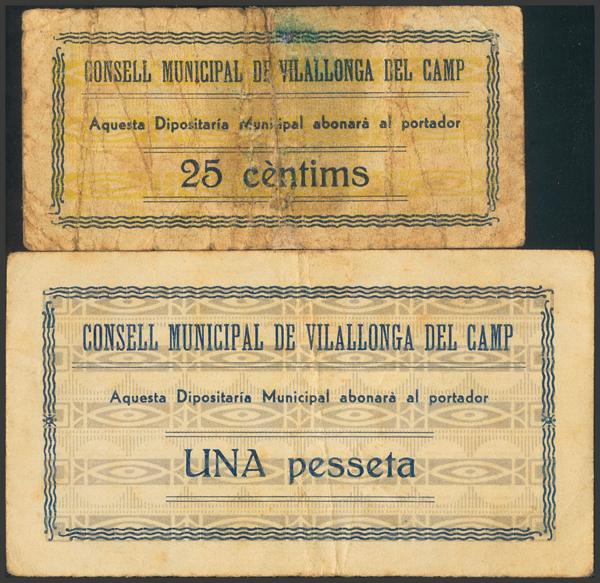 CONSELL MUNICIPAL DE VILALLONGA DEL CAMP
Aquesta Dipositaría Municipal abonarà al portador
25 cèntims
CONSELL MUNICIPAL DE VILALLONGA DEL CAMP
Aquesta Dipositaría Municipal abonarà al portador
UNA pesseta